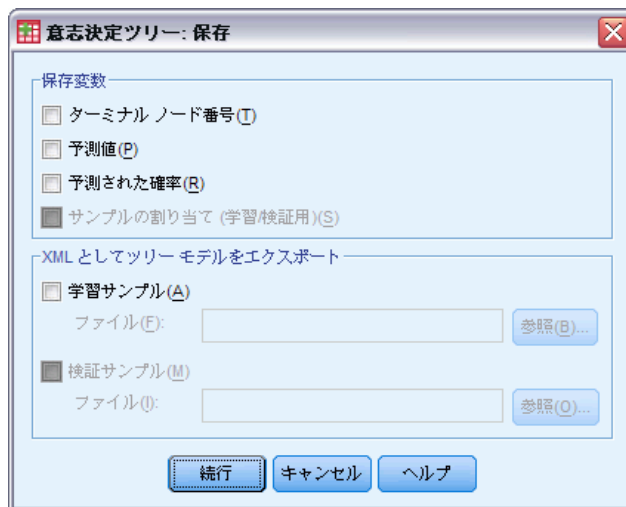 意志決定ツリー: 保存
保存変数
ターミナル ノード番号(T)
予測値(P)
予測された確率(R)
サンプルの割り当て (学習/検証用)(S)
XML としてツリー モデルをエクスポート
学習サンプル(A)
ファイル(F): 参照(B)...
検証サンプル(M)
ファイル(I): 参照(O)...
続行 キャンセル ヘルプ